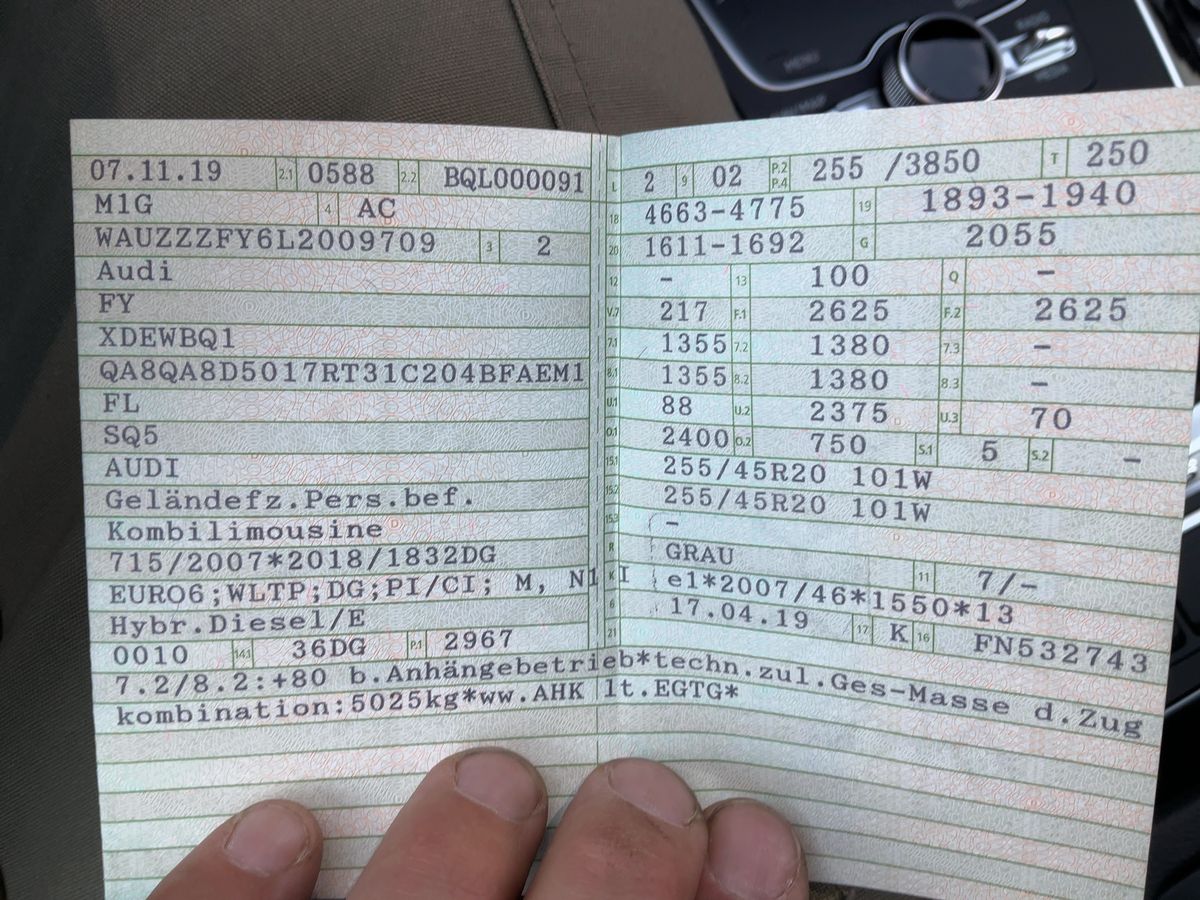 07.11.19 2.1 0588 2.2 BQL000091
M1G 4 AC
WAUZZZFY6L2009709 3 2
Audi
FY
XDEWBQ1
QA8QA8D5017RT31C204BFAEM1
FL
SQ5
AUDI
Geländefz.Pers.bef.
Kombilimousine
715/2007*2018/1832DG
EURO6;WLTP;DG;PI/CI; M, N1 I
Hybr.Diesel/E
0010 14.1 36DG P.1 2967
L 2 9 02 P.2 P.4 255 /3850 T 250
18 4663-4775 19 1893-1940
20 1611-1692 G 2055
12 - 13 100 Q -
V.7 217 F.1 2625 F.2 2625
7.1 1355 7.2 1380 7.3 -
8.1 1355 8.2 1380 8.3 -
U.1 88 U.2 2375 U.3 70
O.1 2400 O.2 750 S.1 5 S.2 -
15.1 255/45R20 101W
15.2 255/45R20 101W
15.3 -
R GRAU 11 7/-
K e1*2007/46*1550*13
6 17.04.19 17 K 16 FN532743
21
7.2/8.2:+80 b.Anhängebetrieb*techn.zul.Ges-Masse d.Zug
kombination:5025kg*ww.AHK lt.EGTG*
RADIO
MEDIA
MENU